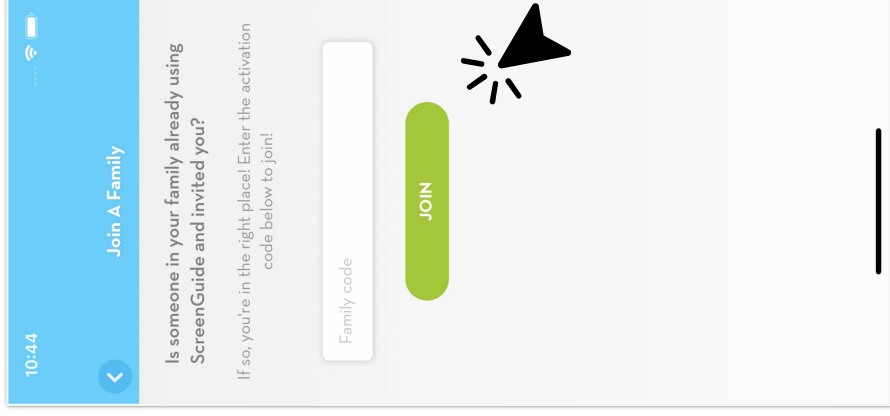 10:44
Join A Family
Is someone in your family already using
ScreenGuide and invited you?
If so, you're in the right place! Enter the activation
code below to join!
Family code
JOIN